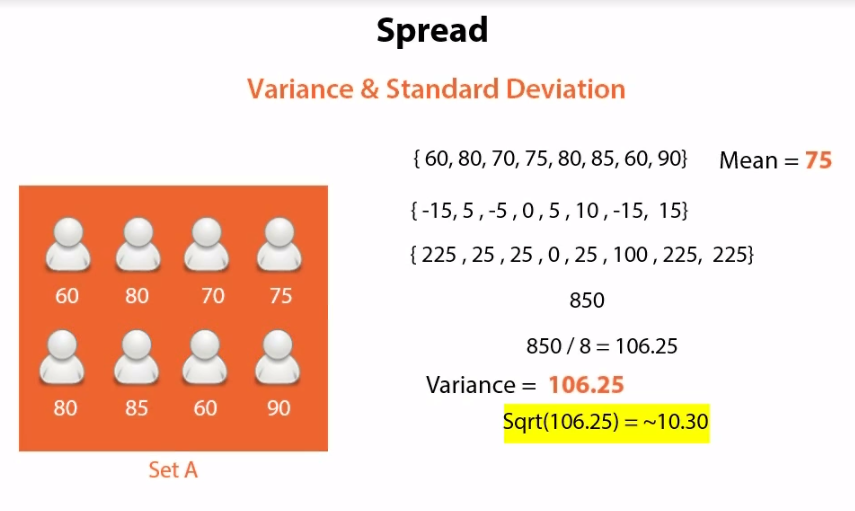 Spread
Variance & Standard Deviation
{ 60, 80, 70, 75, 80, 85, 60, 90} Mean = 75
{ -15, 5 , -5 , 0 , 5 , 10 , -15, 15}
{ 225 , 25 , 25 , 0 , 25 , 100 , 225, 225}
850
850 / 8 = 106.25
Variance = 106.25
Sqrt(106.25) = ~10.30
60 80 70 75
80 85 60 90
Set A